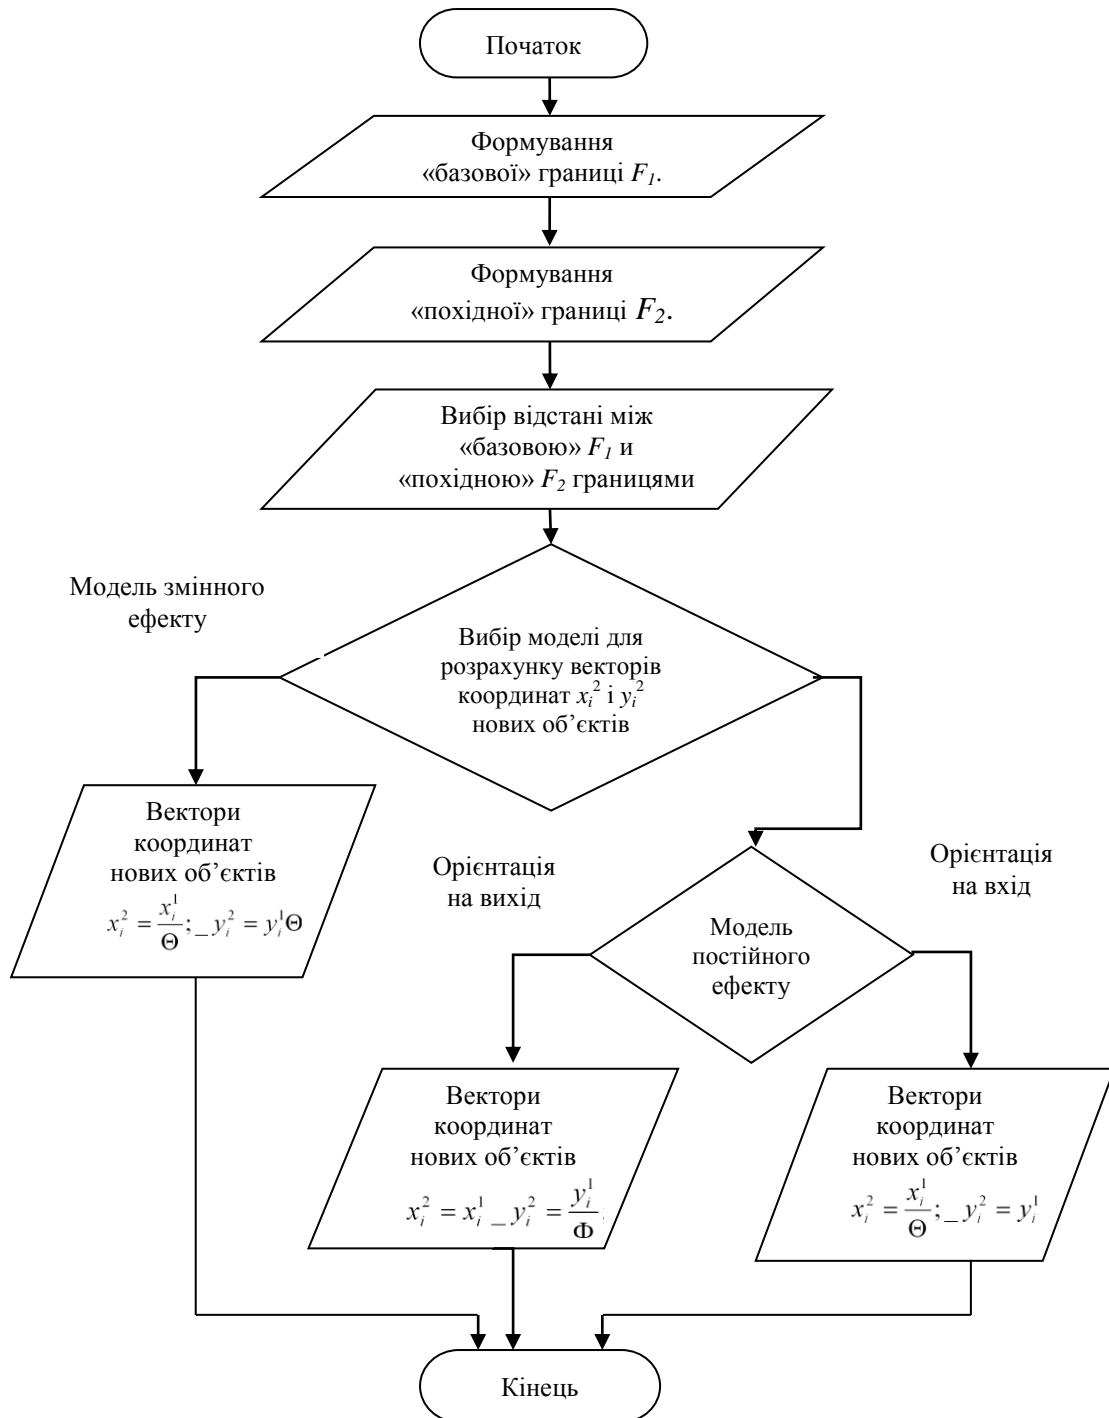 Початок
Формування
«базової» границі F₁.
Формування
«похідної» границі F₂.
Вибір відстані між
«базовою» F₁ и
«похідною» F₂ границями
Модель змінного
ефекту
Вибір моделі для
розрахунку векторів
координат xᵢ² і yᵢ²
нових об’єктів
Вектори
координат
нових об’єктів
xᵢ² = xᵢ¹/Θ;_ yᵢ² = yᵢ¹Θ
Орієнтація
на вихід
Орієнтація
на вхід
Модель
постійного
ефекту
Вектори
координат
нових об’єктів
xᵢ² = xᵢ¹ _ yᵢ² = yᵢ¹/Φ;
Вектори
координат
нових об’єктів
xᵢ² = xᵢ¹/Θ;_ yᵢ² = yᵢ¹
Кінець